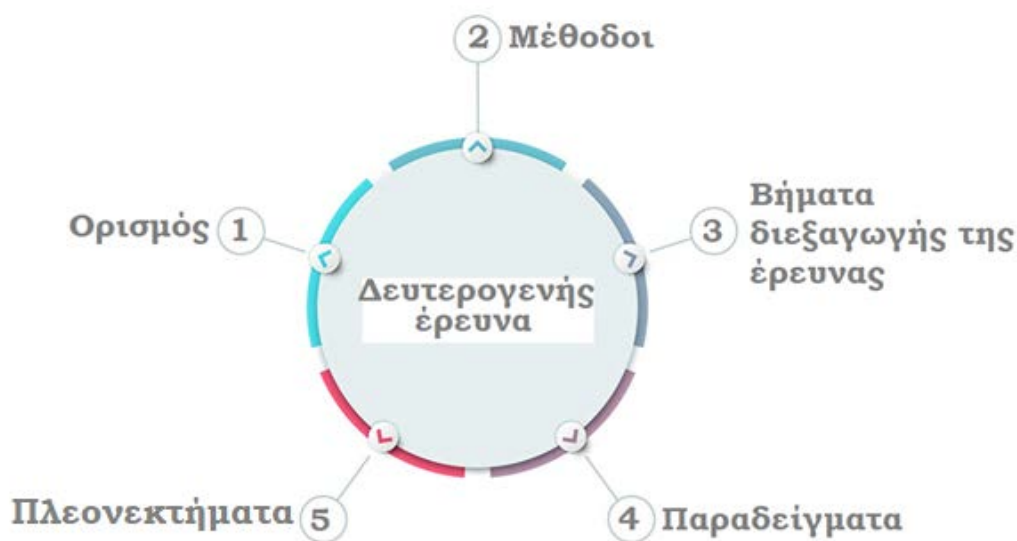 2 Μέθοδοι
Ορισμός 1
3 Βήματα
διεξαγωγής της
έρευνας
Δευτερογενής
έρευνα
Πλεονεκτήματα 5
4 Παραδείγματα